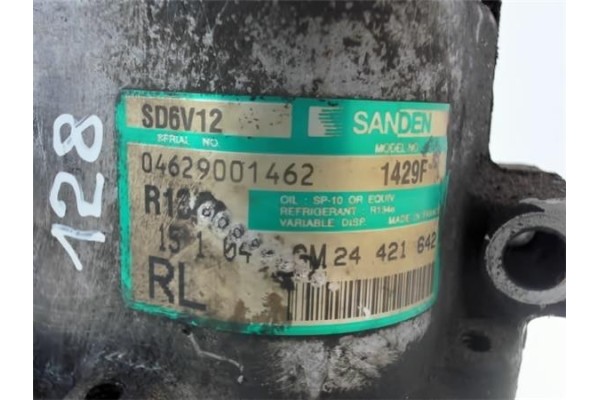 128
SD6V12
SANDEN
SERIAL NO
MODEL NO
04629001462
1429F
OIL : SP-10 OR EQUIV
REFRIGERANT : R134a
VARIABLE DISP. MADE IN FRANCE
15 1 04
GM 24 421 642
RL